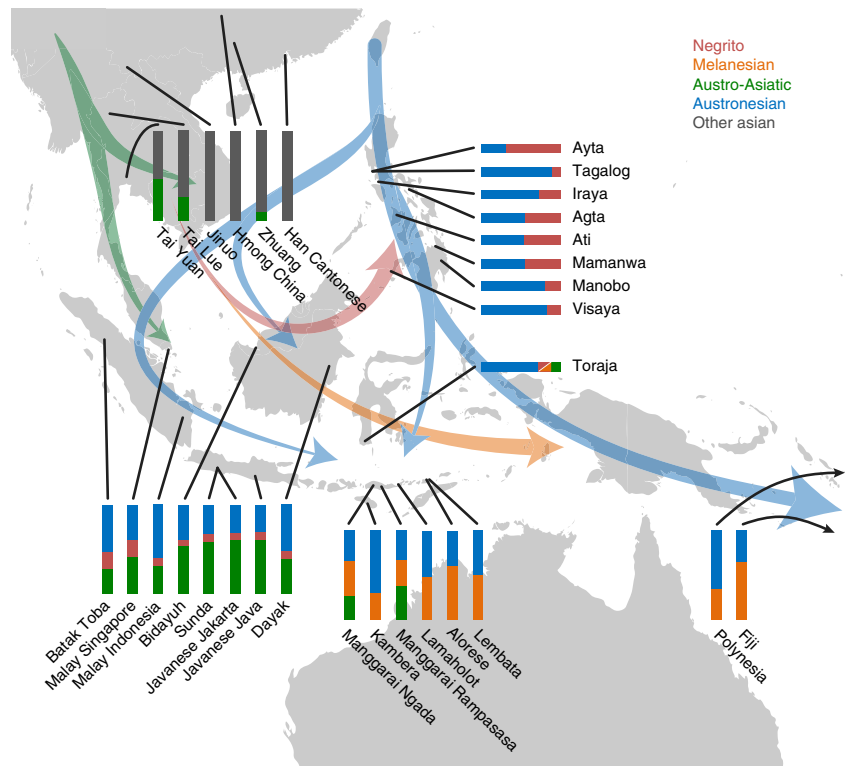 Negrito
Melanesian
Austro-Asiatic
Austronesian
Other asian
Ayta
Tagalog
Iraya
Agta
Ati
Mamanwa
Manobo
Visaya
Toraja
Tai Yuan
Tai Lue
Jinuo
Hmong China
Zhuang
Han Cantonese
Batak Toba
Malay Singapore
Malay Indonesia
Bidayuh
Sunda
Javanese Jakarta
Javanese Java
Dayak
Manggarai Ngada
Kambera
Manggarai Rampasasa
Lamaholot
Alorese
Lembata
Polynesia
Fiji